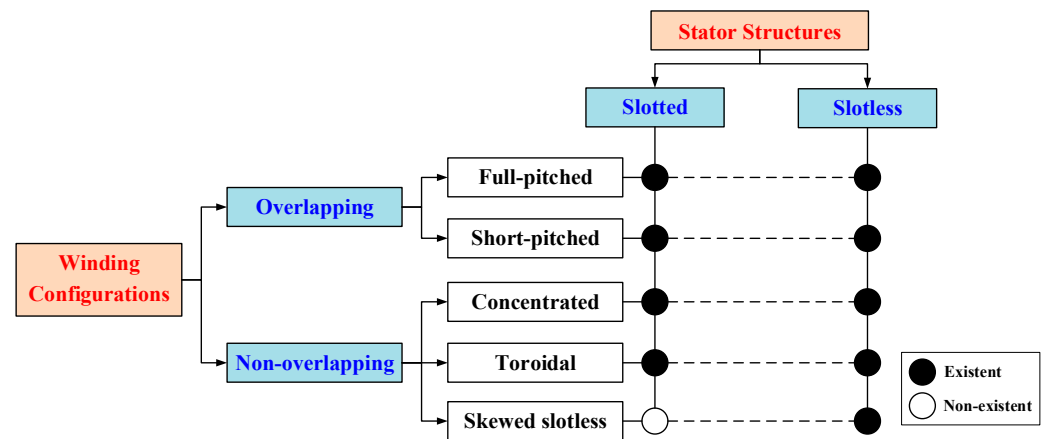 Stator Structures
Slotted
Slotless
Full-pitched
Overlapping
Short-pitched
Winding
Configurations
Concentrated
Non-overlapping
Toroidal
Skewed slotless
Existent
Non-existent